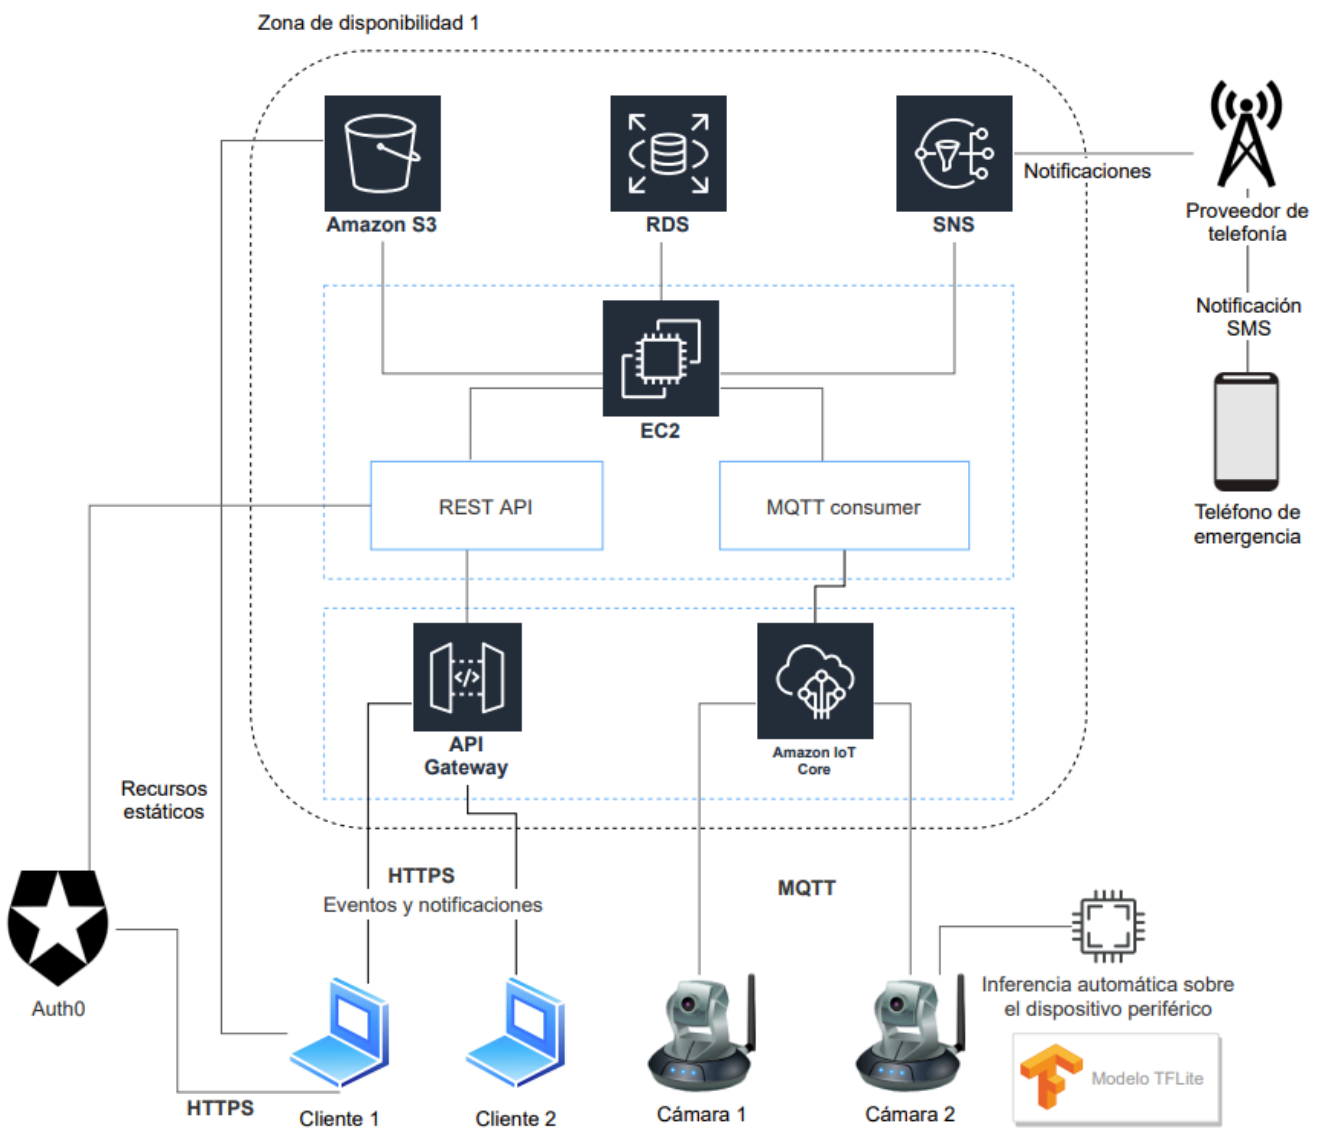 Zona de disponibilidad 1
Amazon S3
RDS
SNS
Notificaciones
Proveedor de
telefonía
Notificación
SMS
EC2
REST API
MQTT consumer
Teléfono de
emergencia
API
Gateway
Amazon IoT
Core
Recursos
estáticos
HTTPS
Eventos y notificaciones
MQTT
Auth0
Inferencia automática sobre
el dispositivo periférico
Modelo TFLite
HTTPS
Cliente 1
Cliente 2
Cámara 1
Cámara 2